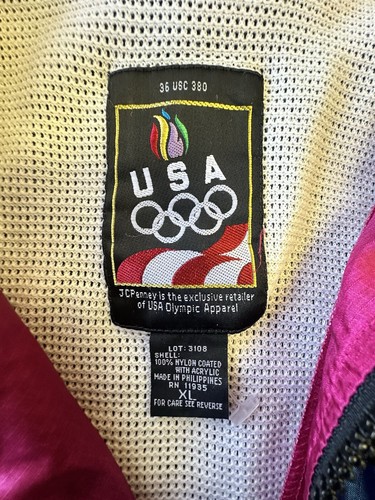 36 USC 380
USA
JCPenney is the exclusive retailer
of USA Olympic Apparel
LOT: 3108
SHELL:
100% NYLON COATED
WITH ACRYLIC
MADE IN PHILIPPINES
RN 11935
XL
FOR CARE SEE REVERSE